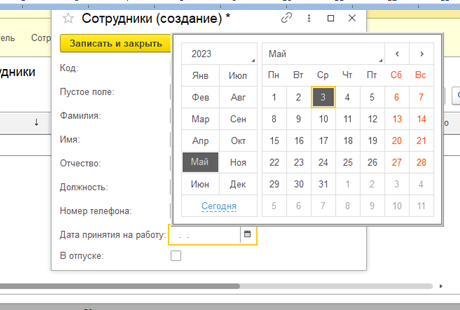 Сотрудники (создание) *
тель Сотр
Записать и закрыть
удники
Код:
Пустое поле:
Фамилия:
Имя:
Отчество:
Должность:
Номер телефона:
Дата принятия на работу: . .
В отпуске:
2023
Янв Июл
Фев Авг
Мар Сен
Апр Окт
Май Ноя
Июн Дек
Сегодня
Май
Пн Вт Ср Чт Пт Сб Вс
1 2 3 4 5 6 7
8 9 10 11 12 13 14
15 16 17 18 19 20 21
22 23 24 25 26 27 28
29 30 31 1 2 3 4
5 6 7 8 9 10 11